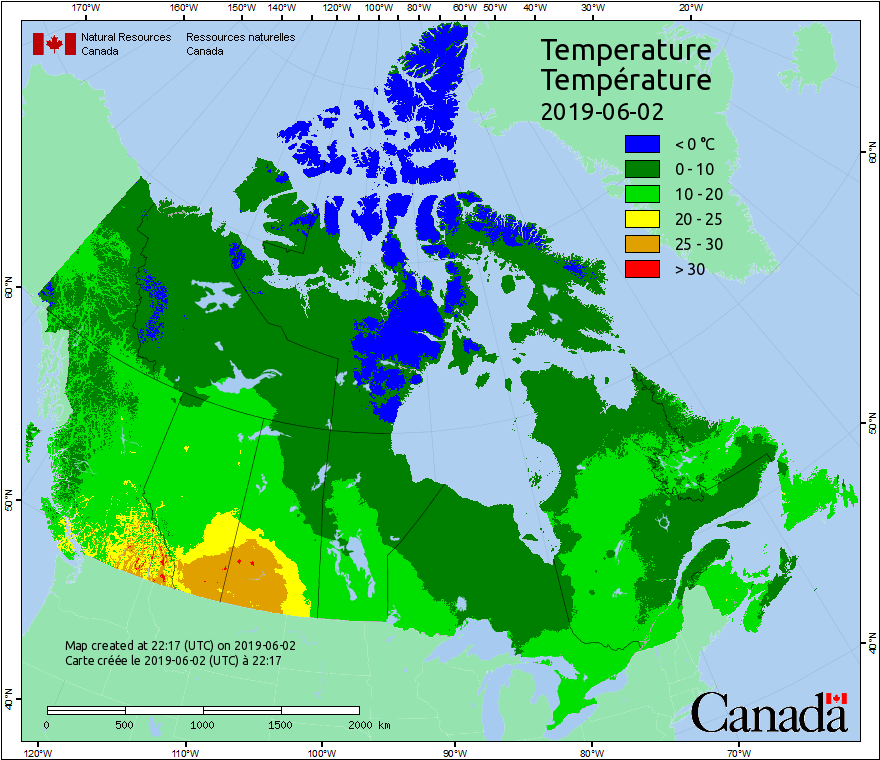 170°W 160°W 150°W 140°W 120°W 100°W 80°W 60°W 50°W 40°W 30°W 20°W
Natural Resources Ressources naturelles
Canada Canada
Temperature
Température
2019-06-02
< 0 °C
0 - 10
10 - 20
20 - 25
25 - 30
> 30
60°N
60°N
50°N
50°N
40°N
40°N
Map created at 22:17 (UTC) on 2019-06-02
Carte créée le 2019-06-02 (UTC) à 22:17
0 500 1000 1500 2000 km
Canada
120°W 110°W 100°W 90°W 80°W 70°W